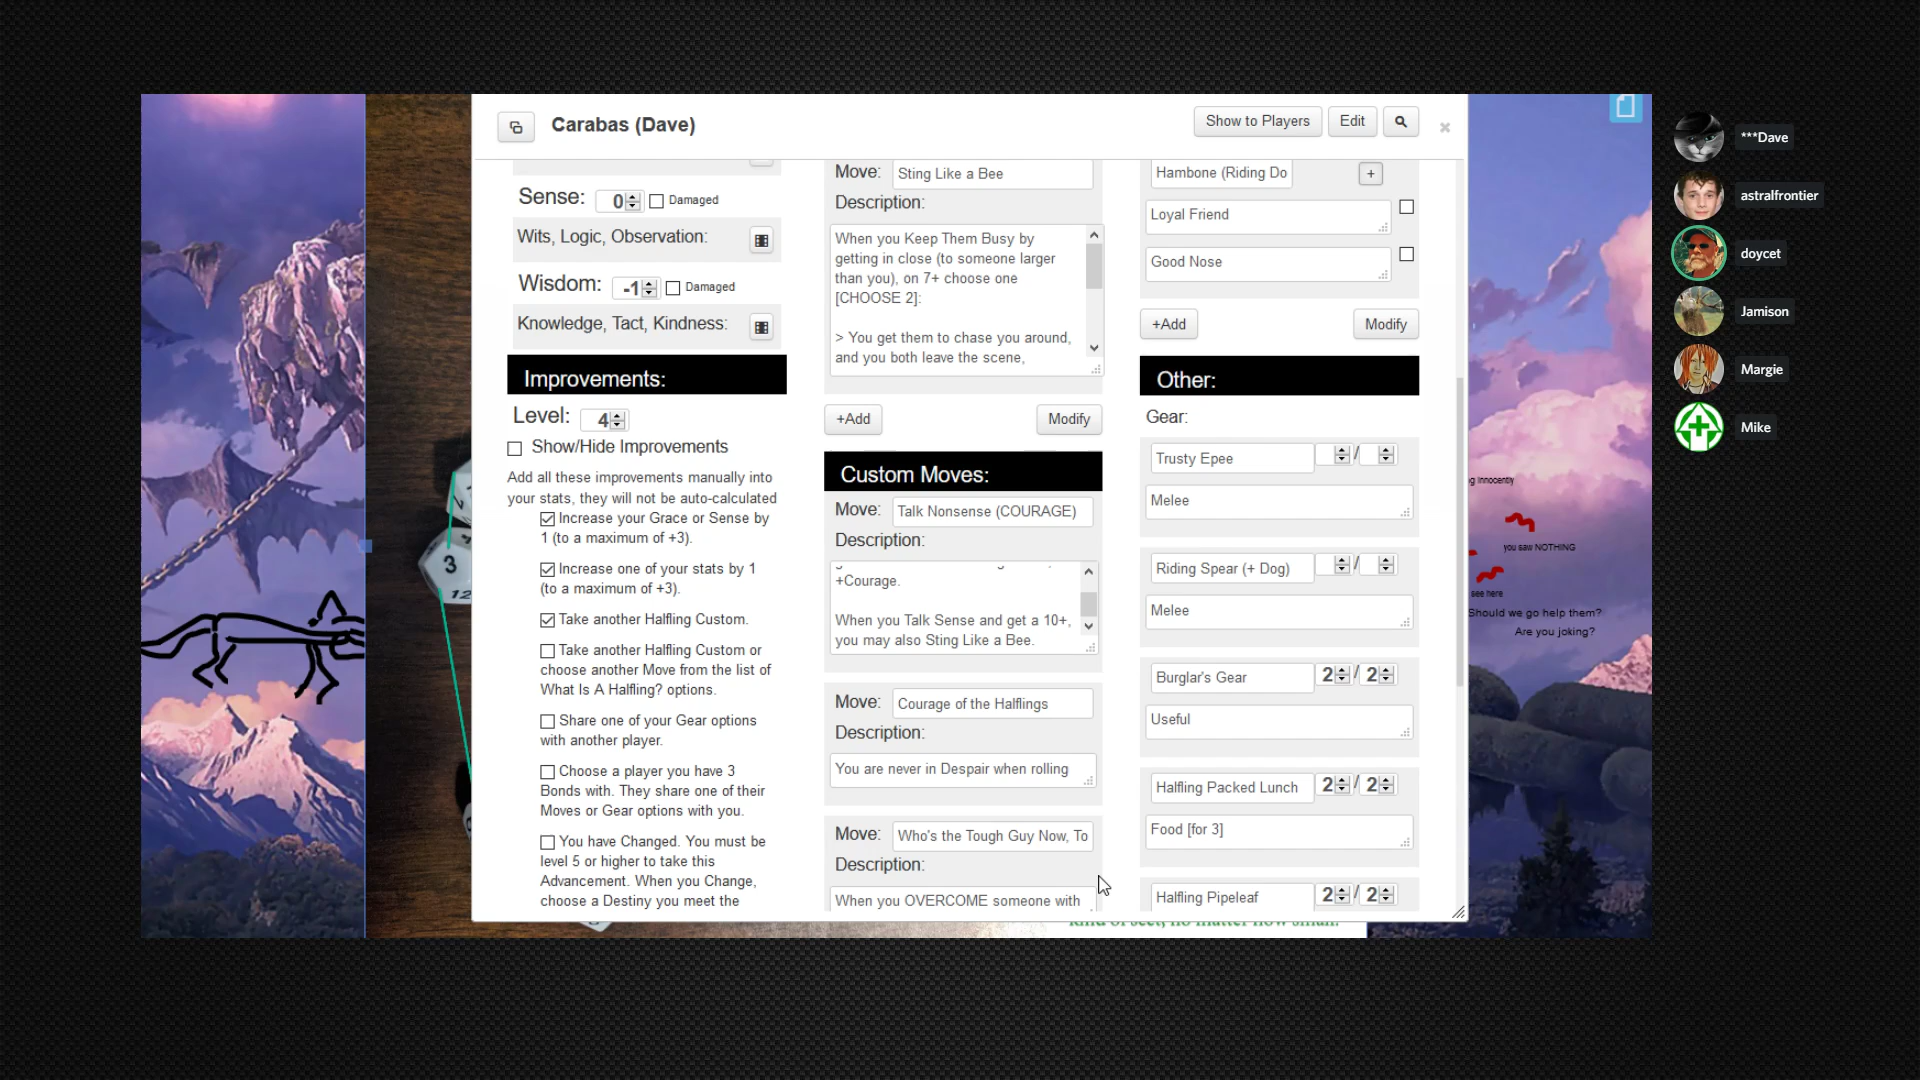 Carabas (Dave)
Show to Players
Edit
Sense: 0 Damaged
Wits, Logic, Observation:
Wisdom: -1 Damaged
Knowledge, Tact, Kindness:
Improvements:
Level: 4
Show/Hide Improvements
Add all these improvements manually into
your stats, they will not be auto-calculated
Increase your Grace or Sense by
1 (to a maximum of +3).
Increase one of your stats by 1
(to a maximum of +3).
Take another Halfling Custom.
Take another Halfling Custom or
choose another Move from the list of
What Is A Halfling? options.
Share one of your Gear options
with another player.
Choose a player you have 3
Bonds with. They share one of their
Moves or Gear options with you.
You have Changed. You must be
level 5 or higher to take this
Advancement. When you Change,
choose a Destiny you meet the
Move: Sting Like a Bee
Description:
When you Keep Them Busy by
getting in close (to someone larger
than you), on 7+ choose one
[CHOOSE 2]:
> You get them to chase you around,
and you both leave the scene,
+Add
Modify
Custom Moves:
Move: Talk Nonsense (COURAGE)
Description:
+Courage.
When you Talk Sense and get a 10+,
you may also Sting Like a Bee.
Move: Courage of the Halflings
Description:
You are never in Despair when rolling
Move: Who's the Tough Guy Now, To
Description:
When you OVERCOME someone with
Hambone (Riding Do
+
Loyal Friend
Good Nose
+Add
Modify
Other:
Gear:
Trusty Epee /
Melee
Riding Spear (+ Dog) /
Melee
Burglar's Gear 2 / 2
Useful
Halfling Packed Lunch 2 / 2
Food [for 3]
Halfling Pipeleaf 2 / 2
3
12
g innocently
you saw NOTHING
see here
Should we go help them?
Are you joking?
***Dave
astralfrontier
doycet
Jamison
Margie
Mike